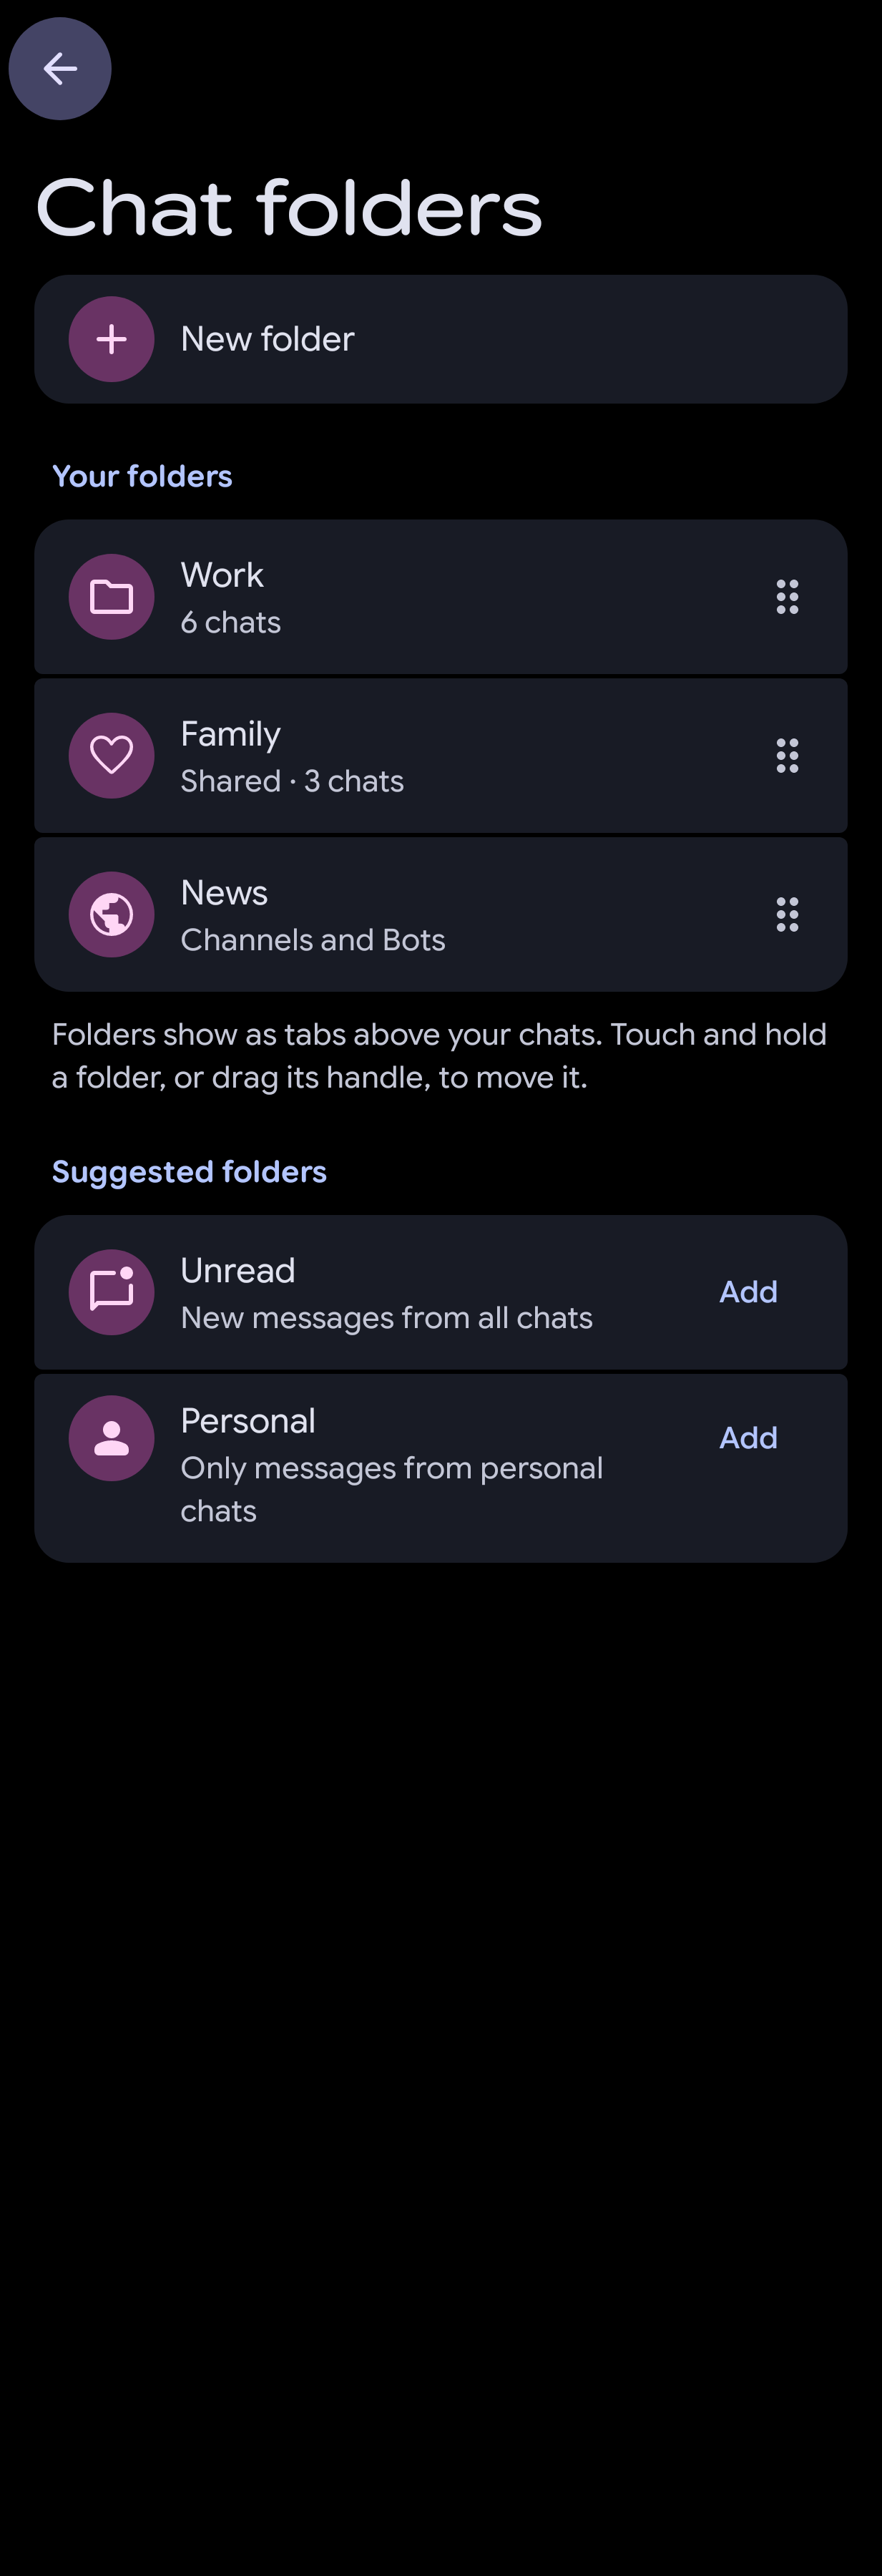 Chat folders
New folder
Your folders
Work
6 chats
Family
Shared · 3 chats
News
Channels and Bots
Folders show as tabs above your chats. Touch and hold
a folder, or drag its handle, to move it.
Suggested folders
Unread
New messages from all chats
Add
Personal
Only messages from personal
chats
Add